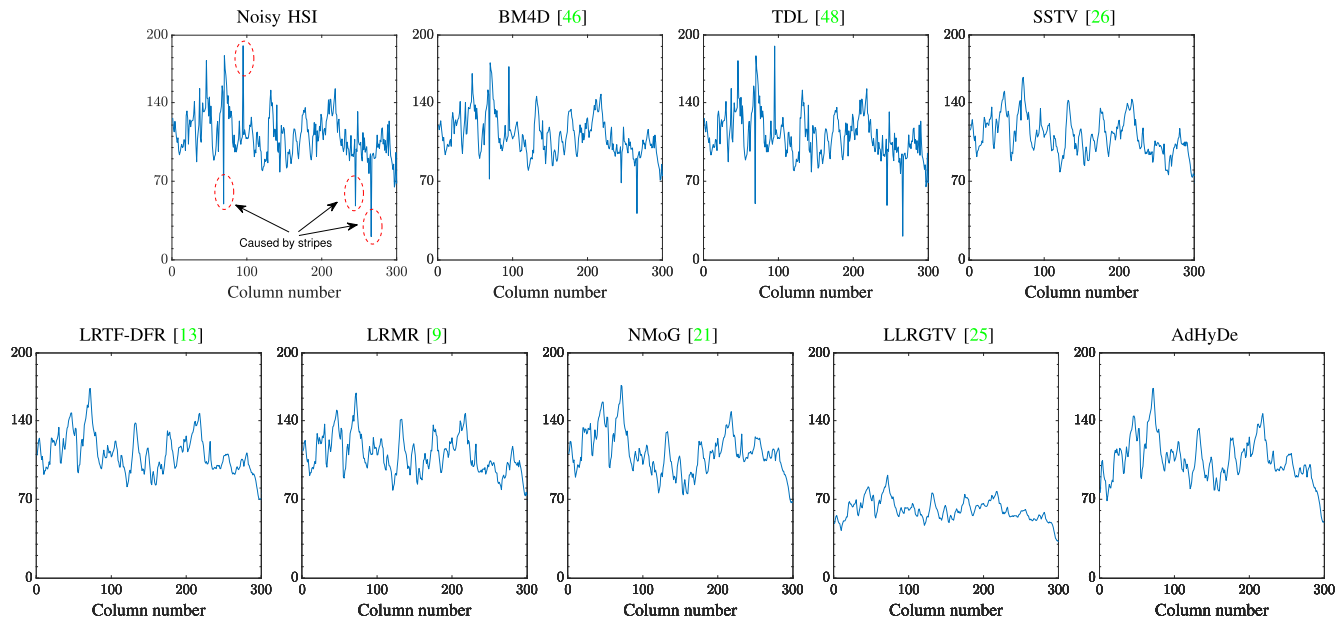 Noisy HSI
BM4D [46]
TDL [48]
SSTV [26]
200
140
70
0
0 100 200 300
Column number
Caused by stripes
200
140
70
0
0 100 200 300
Column number
200
140
70
0
0 100 200 300
Column number
200
140
70
0
0 100 200 300
Column number
LRTF-DFR [13]
LRMR [9]
NMoG [21]
LLRGTV [25]
AdHyDe
200
140
70
0
0 100 200 300
Column number
200
140
70
0
0 100 200 300
Column number
200
140
70
0
0 100 200 300
Column number
200
140
70
0
0 100 200 300
Column number
200
140
70
0
0 100 200 300
Column number